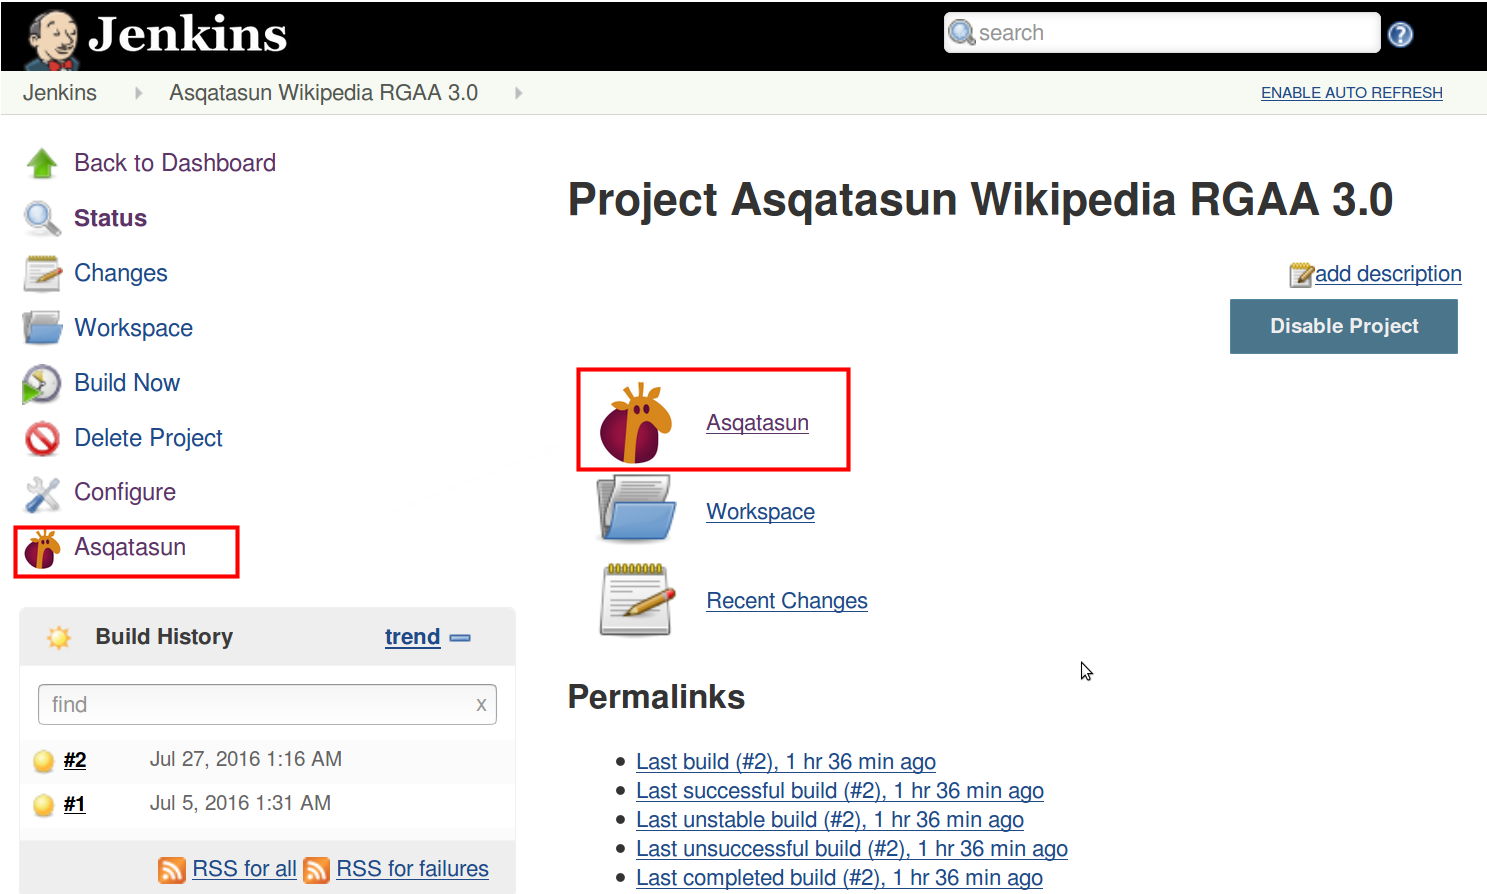 Jenkins
search
Jenkins
Asqatasun Wikipedia RGAA 3.0
ENABLE AUTO REFRESH
Back to Dashboard
Status
Changes
Workspace
Build Now
Delete Project
Configure
Asqatasun
Build History
trend
find
x
#2 Jul 27, 2016 1:16 AM
#1 Jul 5, 2016 1:31 AM
RSS for all
RSS for failures
Project Asqatasun Wikipedia RGAA 3.0
add description
Disable Project
Asqatasun
Workspace
Recent Changes
Permalinks
Last build (#2), 1 hr 36 min ago
Last successful build (#2), 1 hr 36 min ago
Last unstable build (#2), 1 hr 36 min ago
Last unsuccessful build (#2), 1 hr 36 min ago
Last completed build (#2), 1 hr 36 min ago